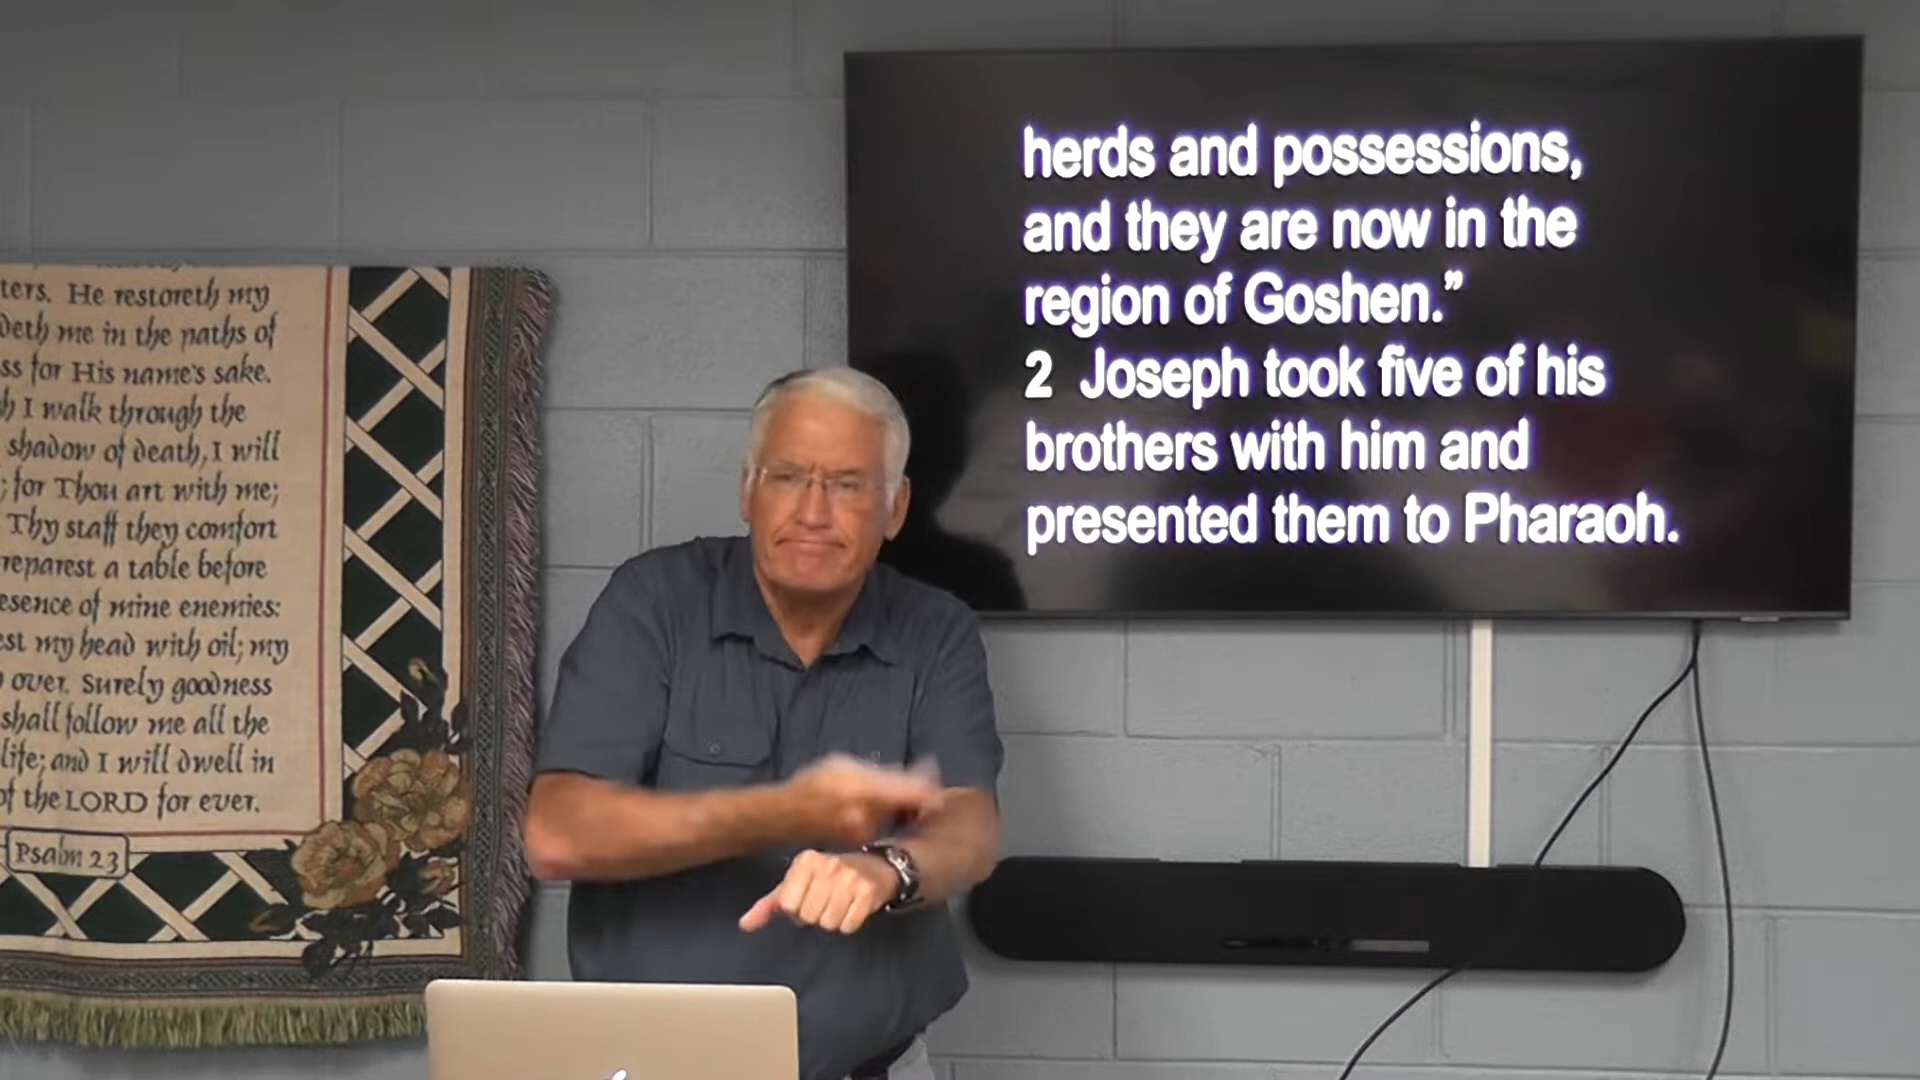 ters. He restoreth my
deth me in the paths of
ss for His name's sake.
h I walk through the
shadow of death, I will
; for Thou art with me;
Thy staff they comfort
reparest a table before
esence of mine enemies:
est my head with oil; my
over. Surely goodness
shall follow me all the
life; and I will dwell in
of the LORD for ever.
Psalm 23
herds and possessions,
and they are now in the
region of Goshen.”
2 Joseph took five of his
brothers with him and
presented them to Pharaoh.